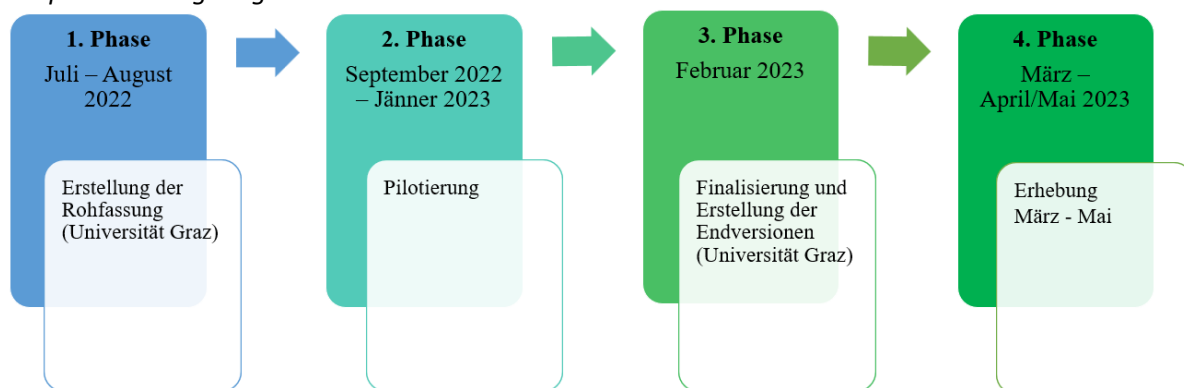 1. Phase
Juli – August
2022
Erstellung der
Rohfassung
(Universität Graz)
2. Phase
September 2022
– Jänner 2023
Pilotierung
3. Phase
Februar 2023
Finalisierung und
Erstellung der
Endversionen
(Universität Graz)
4. Phase
März –
April/Mai 2023
Erhebung
März - Mai